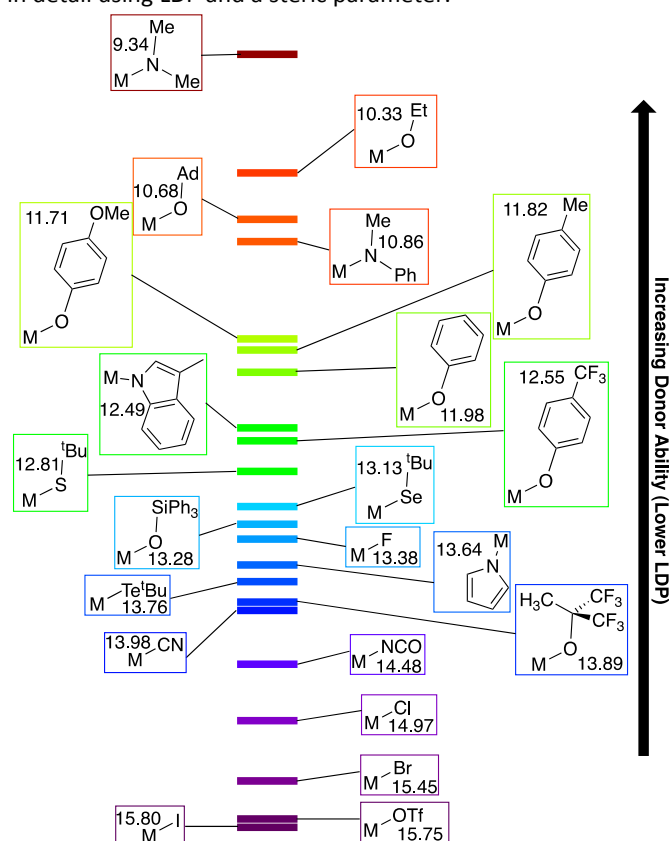 in detail using LDP and a steric parameter.
9.34
Me
N
M
Me
10.33
Et
O
M
Ad
10.68
O
M
11.71
OMe
O
M
Me
10.86
N
M
Ph
11.82
Me
O
M
O
M
11.98
M
N
12.49
12.55
CF3
O
M
tBu
12.81
S
M
13.13
tBu
Se
M
SiPh3
O
M
13.28
F
M
13.38
M
13.64
N
TetBu
M
13.76
H3C
CF3
CF3
O
M
13.89
13.98
CN
M
NCO
M
14.48
Cl
M
14.97
Br
M
15.45
15.80
I
M
OTf
M
15.75
Increasing Donor Ability (Lower LDP)